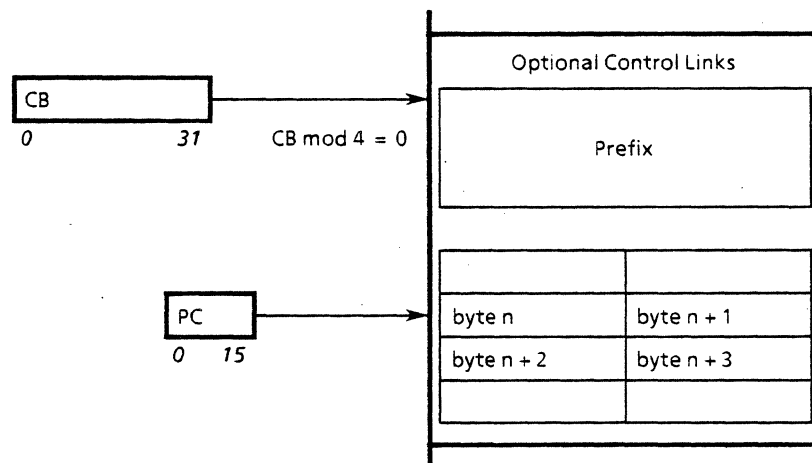 Optional Control Links
CB
0 31 CB mod 4 = 0
Prefix
PC
0 15
byte n byte n + 1
byte n + 2 byte n + 3